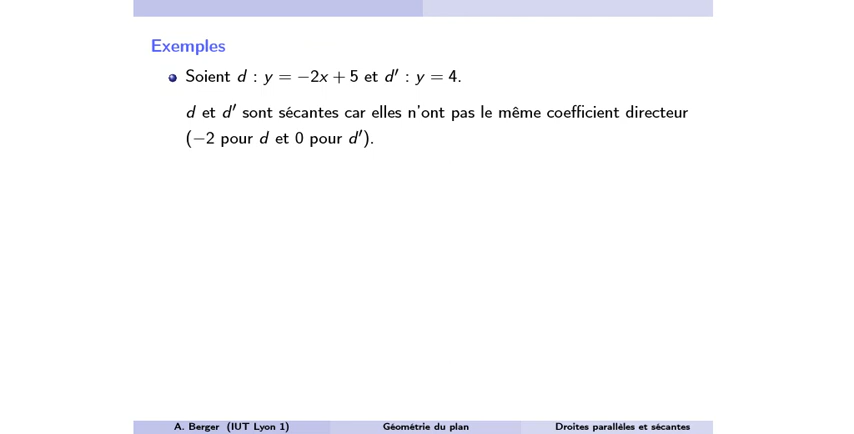 Exemples
Soient d : y = −2x + 5 et d′ : y = 4.
d et d′ sont sécantes car elles n'ont pas le même coefficient directeur
(−2 pour d et 0 pour d′).
A. Berger (IUT Lyon 1) Géométrie du plan Droites parallèles et sécantes